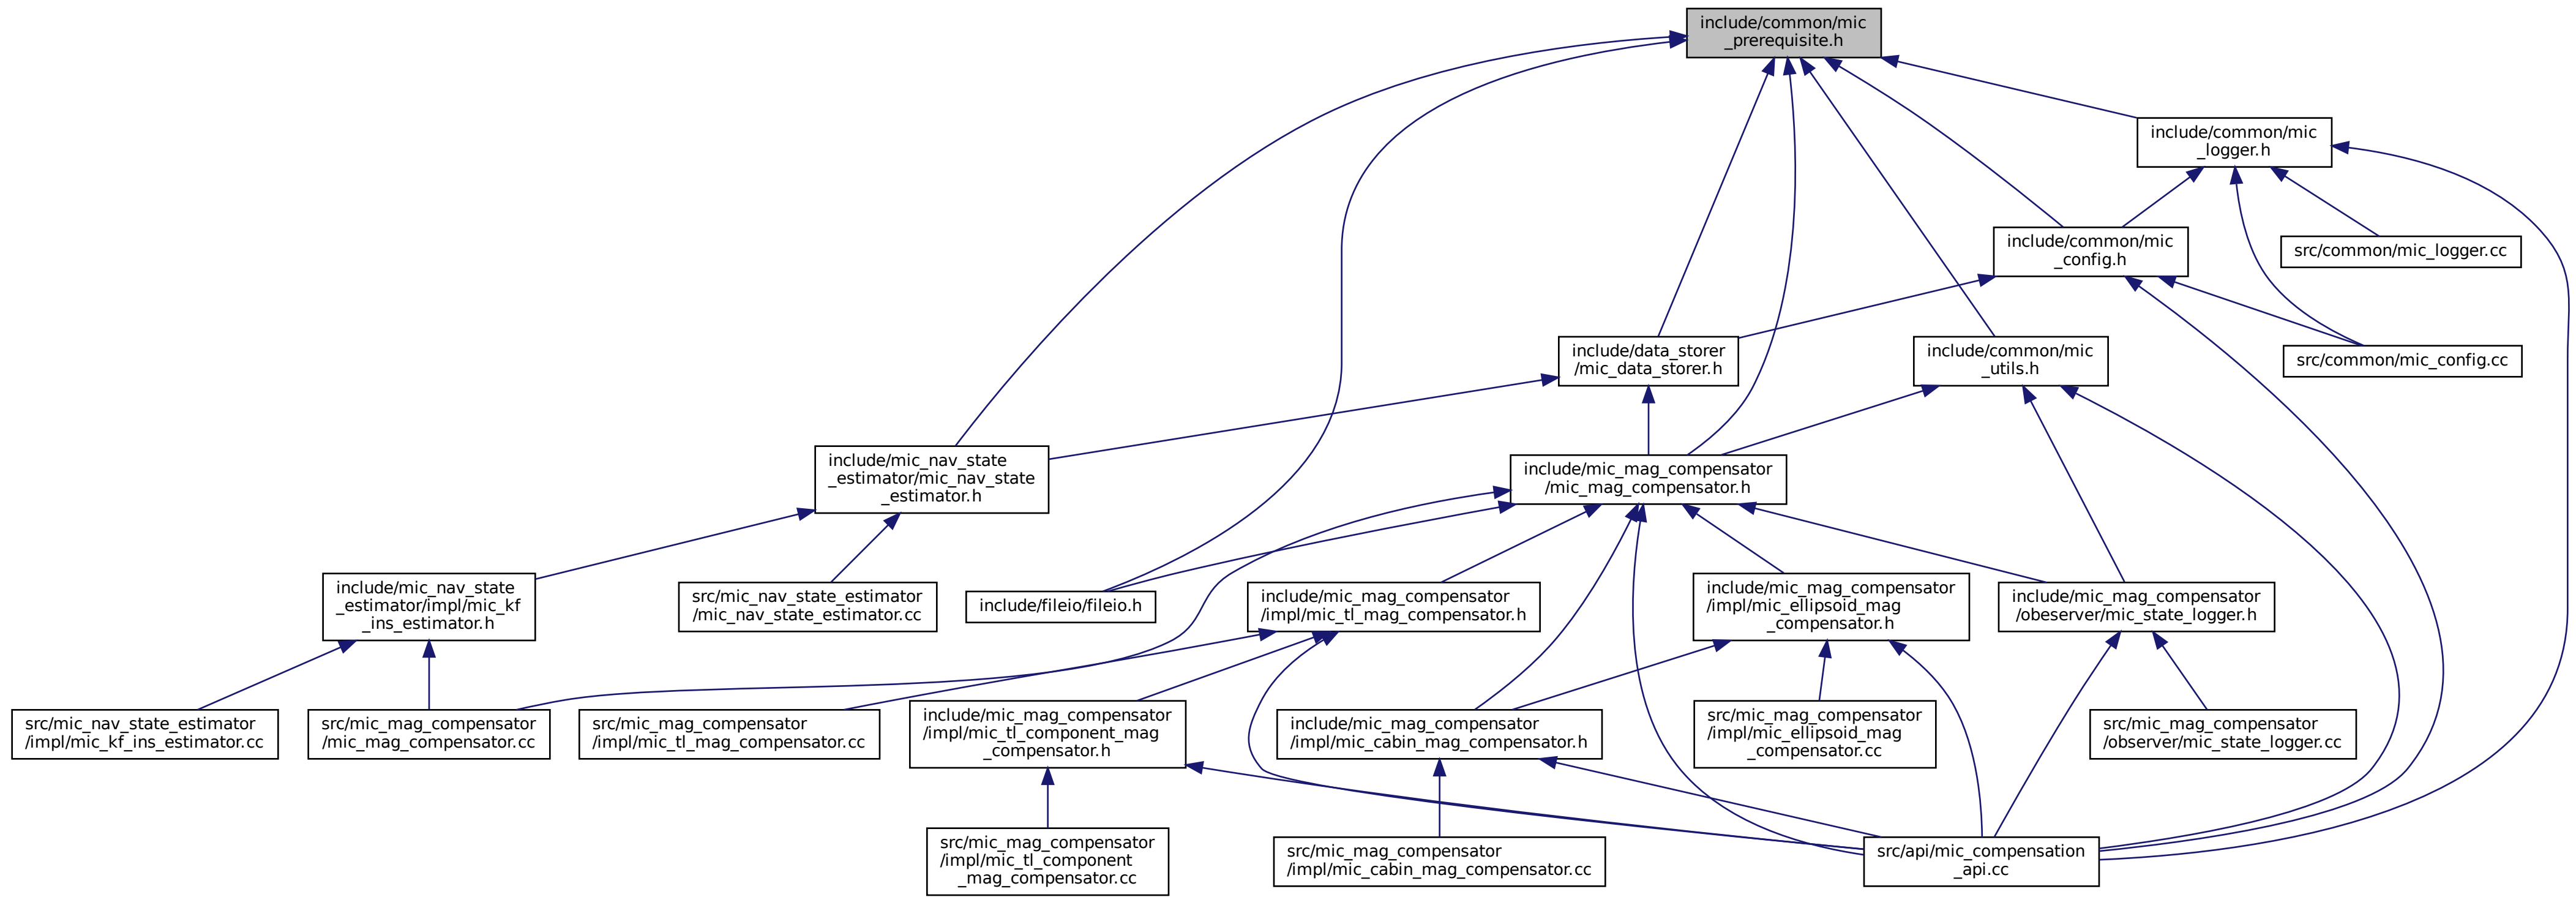 include/common/mic
_prerequisite.h
include/common/mic
_logger.h
include/common/mic
_config.h
src/common/mic_logger.cc
include/data_storer
/mic_data_storer.h
include/common/mic
_utils.h
src/common/mic_config.cc
include/mic_nav_state
_estimator/mic_nav_state
_estimator.h
include/mic_mag_compensator
/mic_mag_compensator.h
include/mic_nav_state
_estimator/impl/mic_kf
_ins_estimator.h
src/mic_nav_state_estimator
/mic_nav_state_estimator.cc
include/fileio/fileio.h
include/mic_mag_compensator
/impl/mic_tl_mag_compensator.h
include/mic_mag_compensator
/impl/mic_ellipsoid_mag
_compensator.h
include/mic_mag_compensator
/obeserver/mic_state_logger.h
src/mic_nav_state_estimator
/impl/mic_kf_ins_estimator.cc
src/mic_mag_compensator
/mic_mag_compensator.cc
src/mic_mag_compensator
/impl/mic_tl_mag_compensator.cc
include/mic_mag_compensator
/impl/mic_tl_component_mag
_compensator.h
include/mic_mag_compensator
/impl/mic_cabin_mag_compensator.h
src/mic_mag_compensator
/impl/mic_ellipsoid_mag
_compensator.cc
src/mic_mag_compensator
/observer/mic_state_logger.cc
src/mic_mag_compensator
/impl/mic_tl_component
_mag_compensator.cc
src/mic_mag_compensator
/impl/mic_cabin_mag_compensator.cc
src/api/mic_compensation
_api.cc